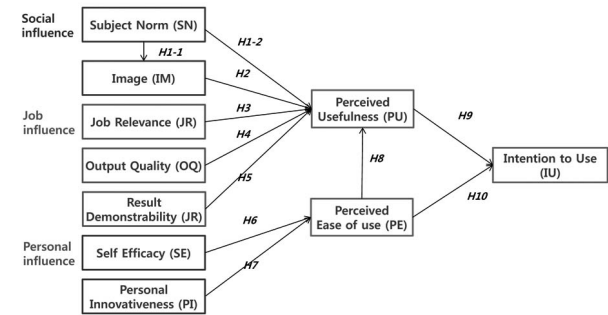 Social
influence
Subject Norm (SN)
H1-1
H1-2
Image (IM)
H2
Job
influence
Job Relevance (JR)
H3
Output Quality (OQ)
H4
Result
Demonstrability (JR)
H5
Personal
influence
Self Efficacy (SE)
H6
Personal
Innovativeness (PI)
H7
Perceived
Usefulness (PU)
H8
Perceived
Ease of use (PE)
H9
H10
Intention to Use
(IU)